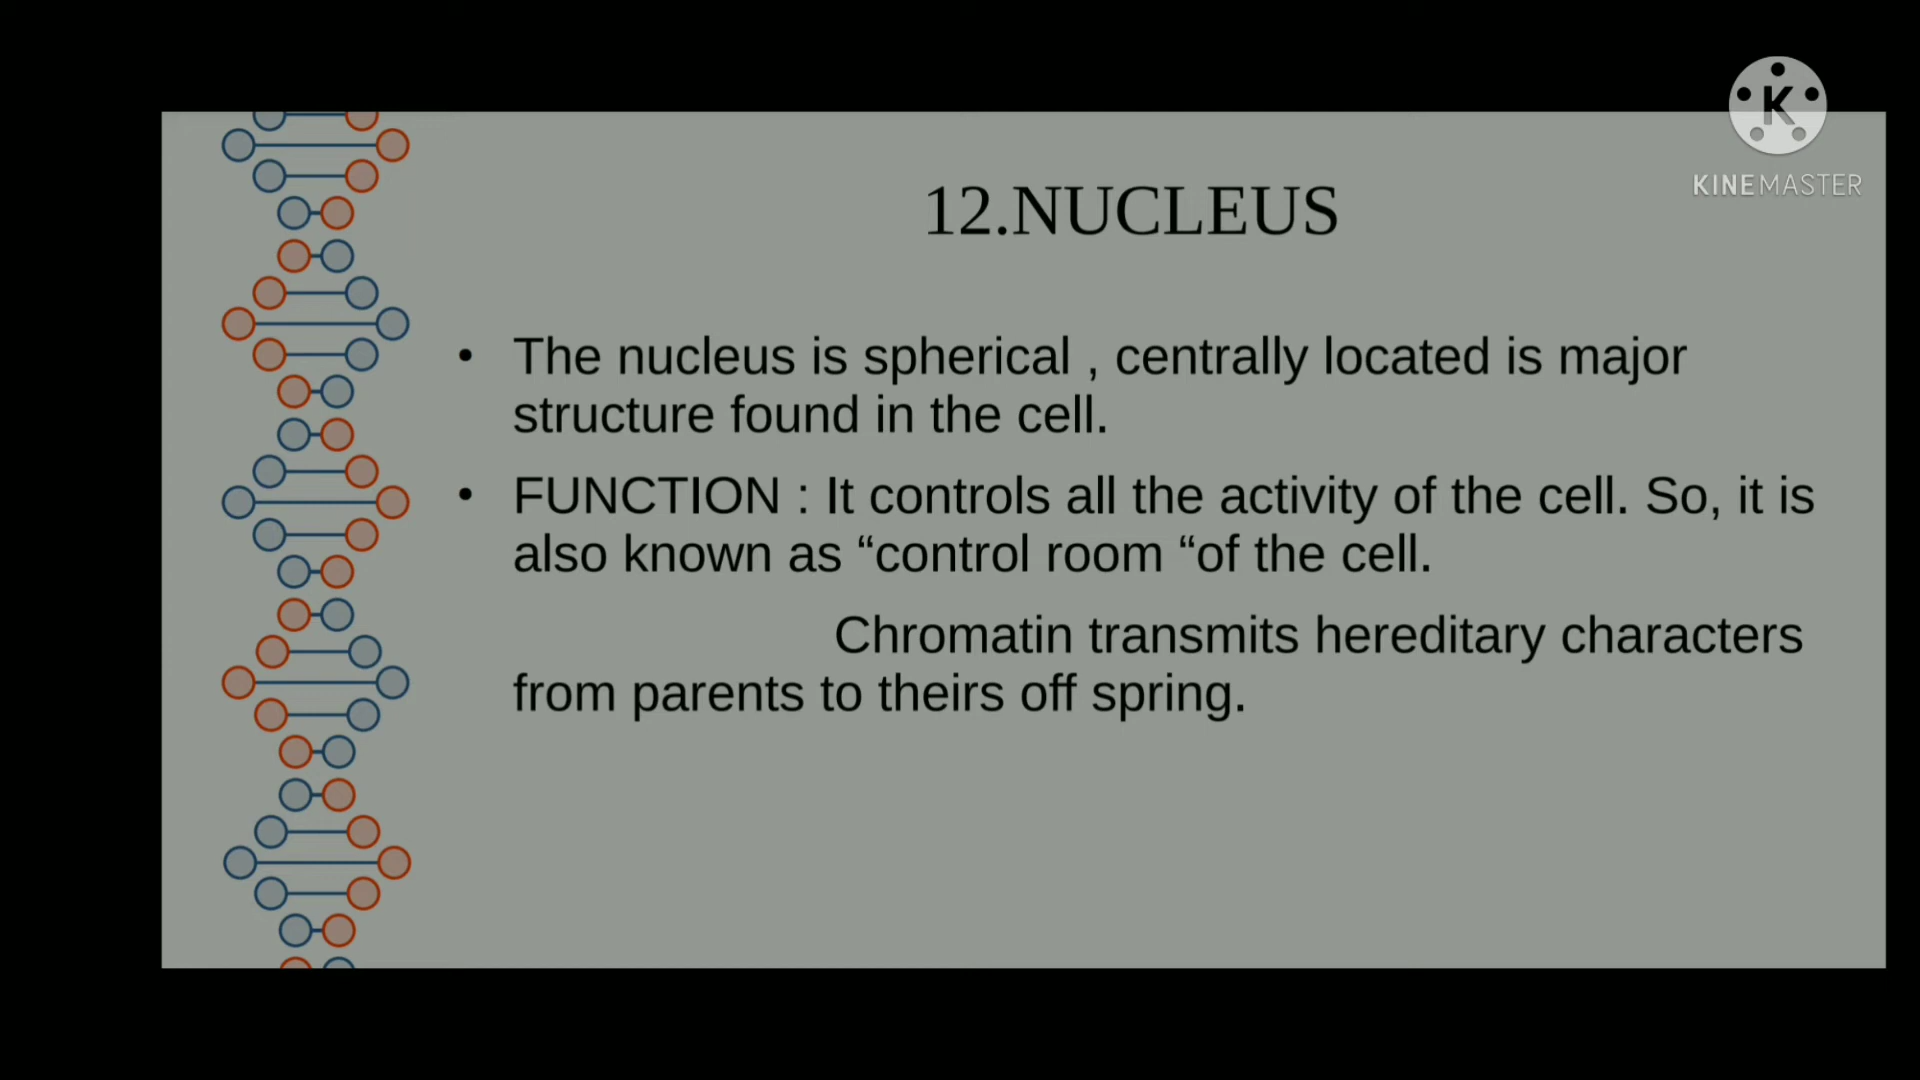 K
KINEMASTER
12.NUCLEUS
• The nucleus is spherical , centrally located is major
structure found in the cell.
• FUNCTION : It controls all the activity of the cell. So, it is
also known as “control room “of the cell.
Chromatin transmits hereditary characters
from parents to theirs off spring.